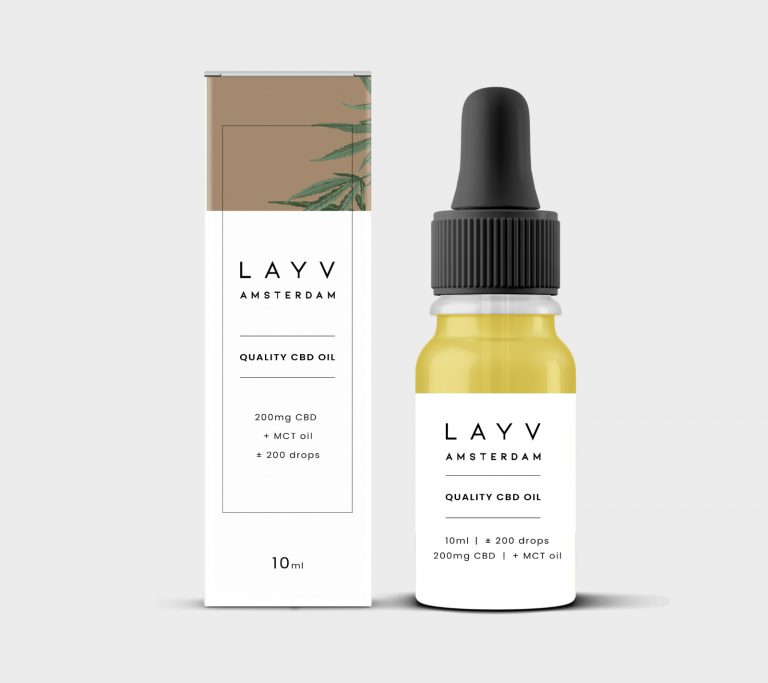 LAYV
AMSTERDAM
QUALITY CBD OIL
200mg CBD
+ MCT oil
± 200 drops
10ml
LAYV
AMSTERDAM
QUALITY CBD OIL
10ml | ± 200 drops
200mg CBD | + MCT oil